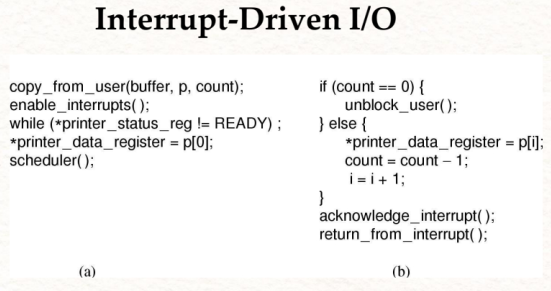 Interrupt-Driven I/O
copy_from_user(buffer, p, count);
enable_interrupts( );
while (*printer_status_reg != READY) ;
*printer_data_register = p[0];
scheduler( );
(a)
if (count == 0) {
unblock_user( );
} else {
*printer_data_register = p[i];
count = count – 1;
i = i + 1;
}
acknowledge_interrupt( );
return_from_interrupt( );
(b)